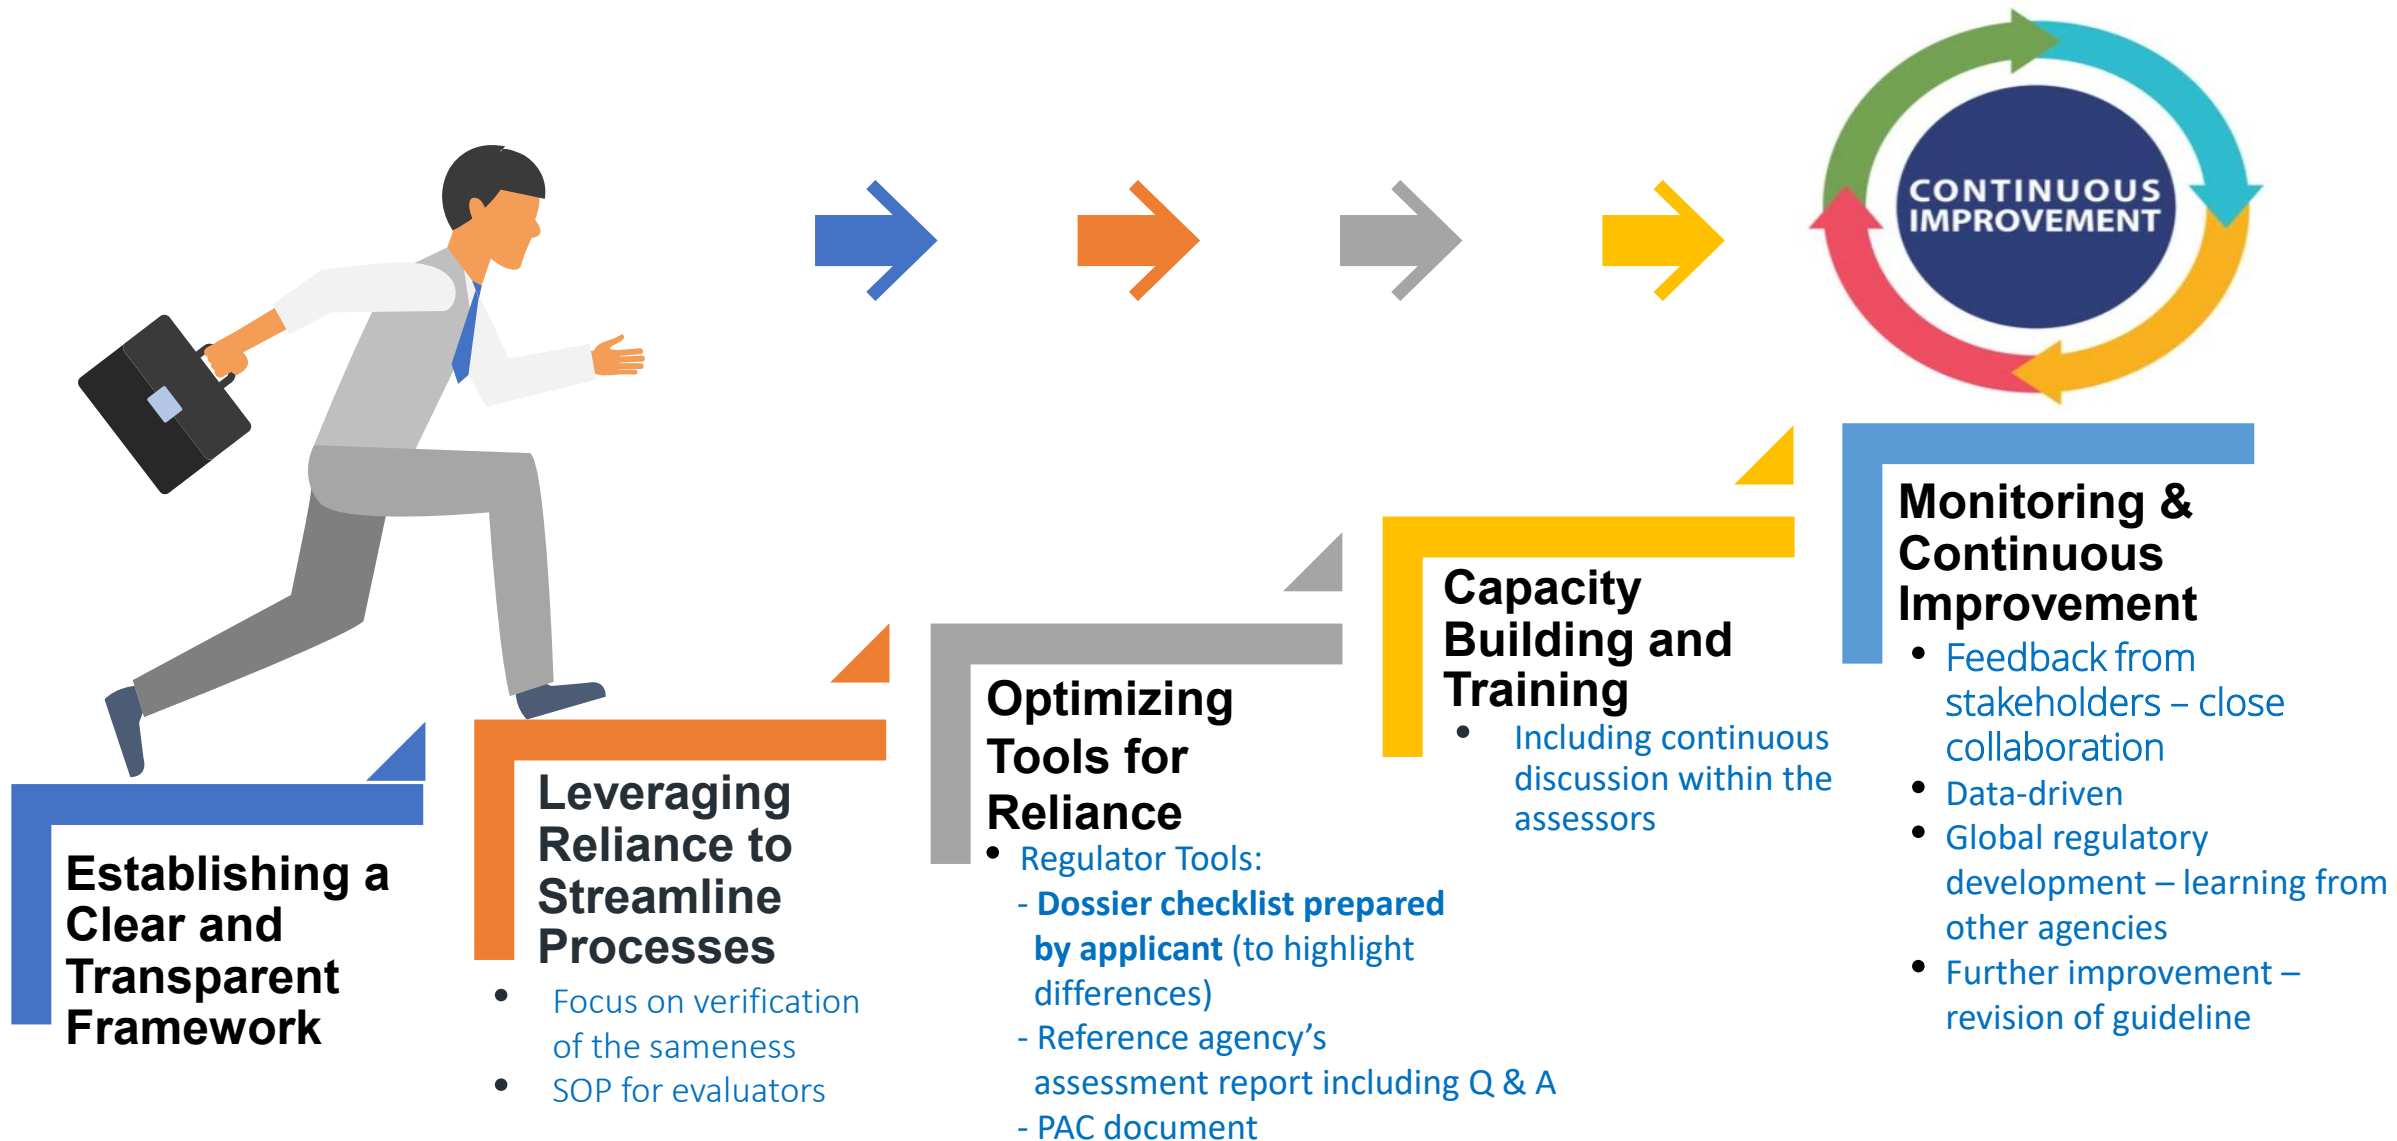 CONTINUOUS
IMPROVEMENT
Establishing a
Clear and
Transparent
Framework
Leveraging
Reliance to
Streamline
Processes
• Focus on verification
of the sameness
• SOP for evaluators
Optimizing
Tools for
Reliance
• Regulator Tools:
- Dossier checklist prepared
by applicant (to highlight
differences)
- Reference agency’s
assessment report including Q & A
- PAC document
Capacity
Building and
Training
• Including continuous
discussion within the
assessors
Monitoring &
Continuous
Improvement
• Feedback from
stakeholders – close
collaboration
• Data-driven
• Global regulatory
development – learning from
other agencies
• Further improvement –
revision of guideline